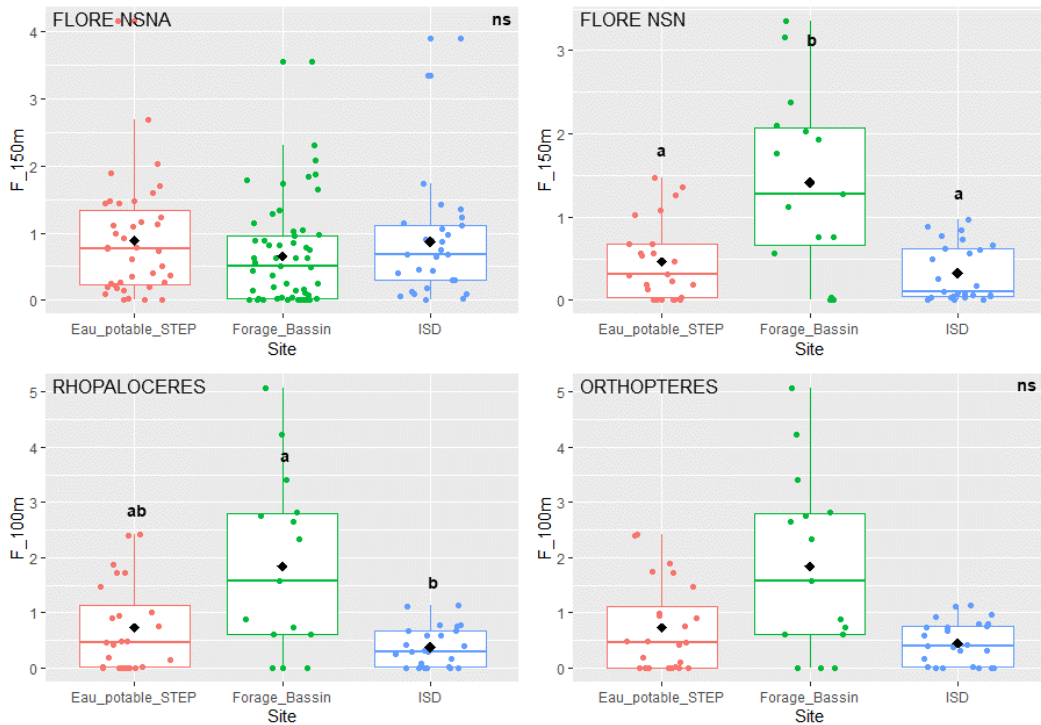 FLORE NSNA
ns
4
3
2
1
0
F_150m
Eau_potable_STEP Forage_Bassin ISD
Site
FLORE NSN
b
a
a
3
2
1
0
F_150m
Eau_potable_STEP Forage_Bassin ISD
Site
RHOPALOCERES
a
ab
b
5
4
3
2
1
0
F_100m
Eau_potable_STEP Forage_Bassin ISD
Site
ORTHOPTERES
ns
5
4
3
2
1
0
F_100m
Eau_potable_STEP Forage_Bassin ISD
Site